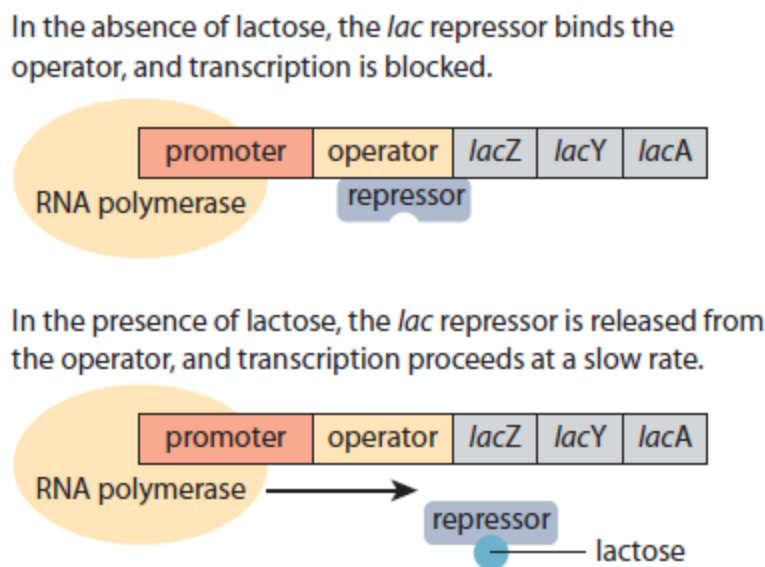 In the absence of lactose, the lac repressor binds the
operator, and transcription is blocked.
promoter operator lacZ lacY lacA
RNA polymerase repressor
In the presence of lactose, the lac repressor is released from
the operator, and transcription proceeds at a slow rate.
promoter operator lacZ lacY lacA
RNA polymerase
repressor
lactose